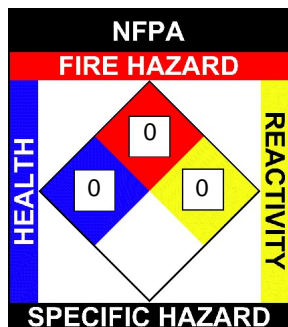 NFPA
FIRE HAZARD
0
HEALTH
0
0
REACTIVITY
SPECIFIC HAZARD